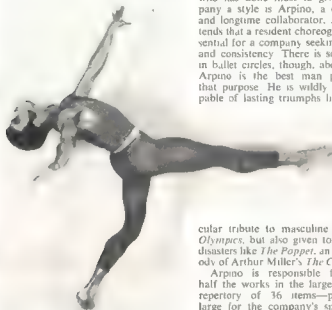 pany a style is Arpino, a
and longtime collaborator.
tends that a resident choreog
sential for a company seekin
and consistency There is s
in ballet circles, though, abo
Arpino is the best man p
that purpose He is wildly
pable of lasting triumphs l
cular tribute to masculine
Olympics, but also given to
disasters like The Poppet, an
ody of Arthur Miller's The C
Arpino is responsible f
half the works in the large
repertory of 36 items—p
large for the company's s